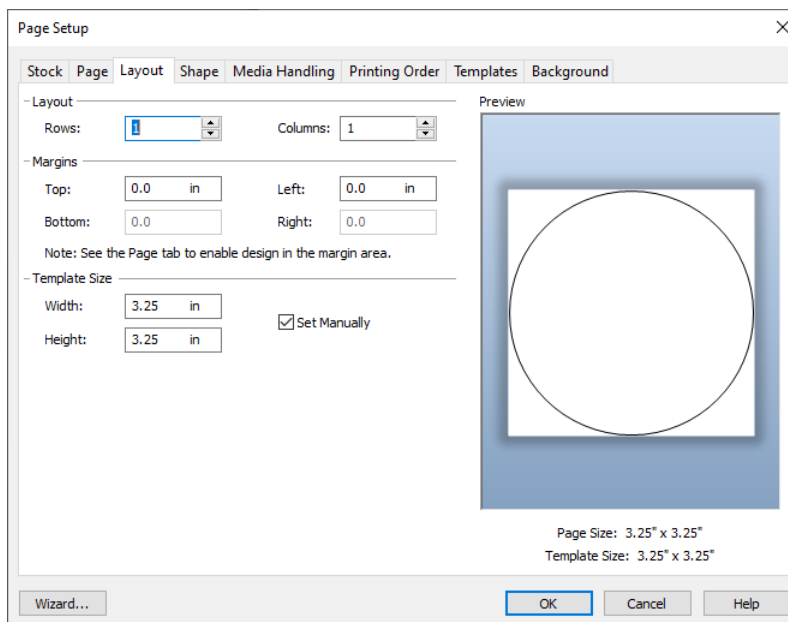 Page Setup
Stock Page Layout Shape Media Handling Printing Order Templates Background
Layout
Rows: 1 Columns: 1
Margins
Top: 0.0 in Left: 0.0 in
Bottom: 0.0 Right: 0.0
Note: See the Page tab to enable design in the margin area.
Template Size
Width: 3.25 in
Set Manually
Height: 3.25 in
Preview
Page Size: 3.25" x 3.25"
Template Size: 3.25" x 3.25"
Wizard... OK Cancel Help